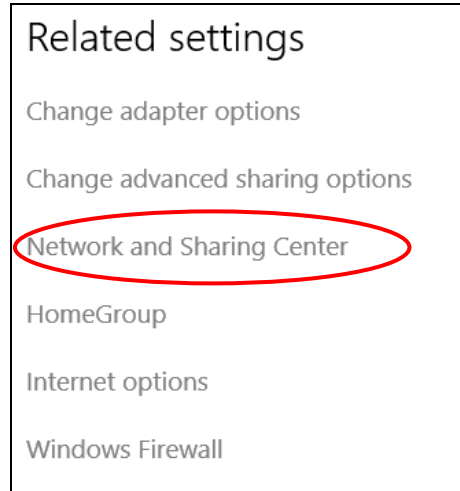 Related settings
Change adapter options
Change advanced sharing options
Network and Sharing Center
HomeGroup
Internet options
Windows Firewall